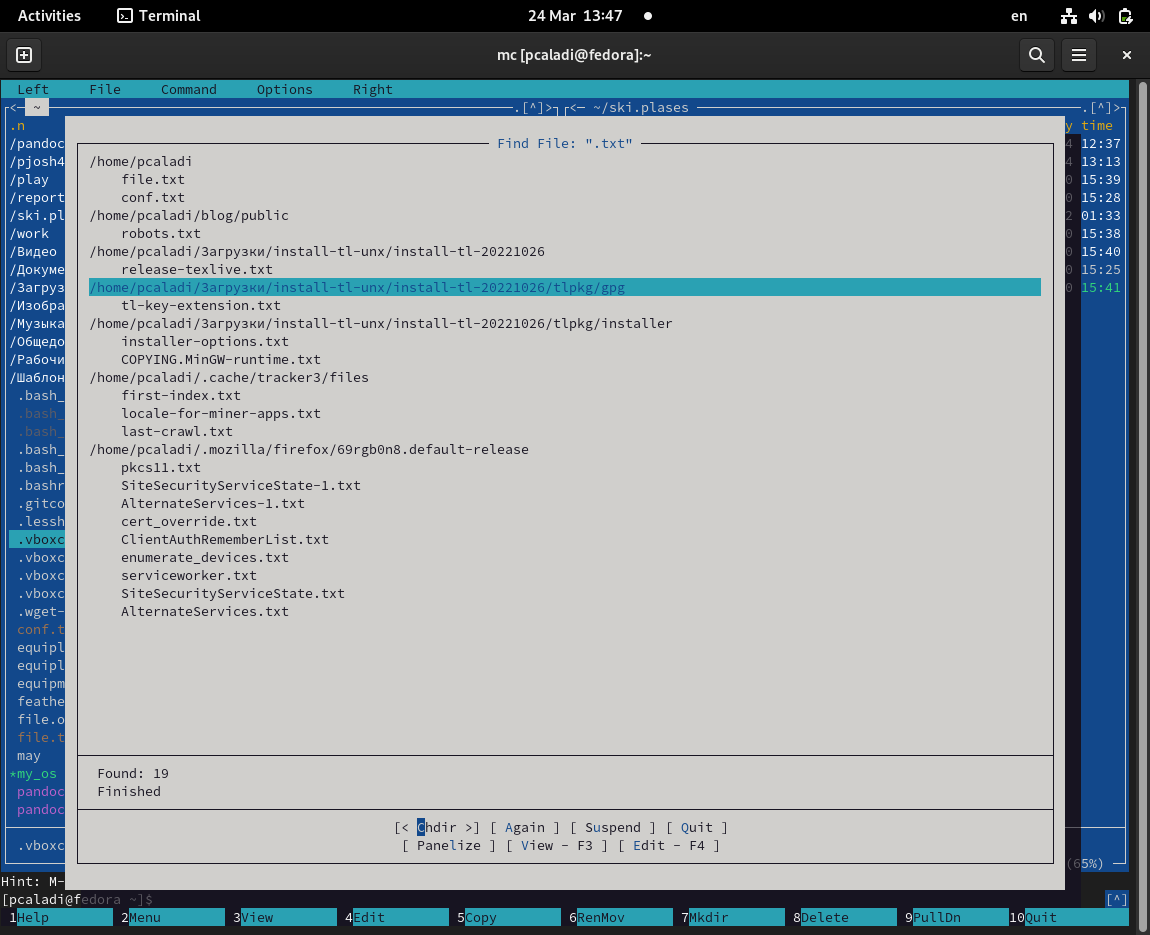 Activities Terminal 24 Mar 13:47 en
mc [pcaladi@fedora]:~
Left File Command Options Right
<─ ~ .[^]> <─ ~/ski.plases .[^]>
.n y time
/pandoc Find File: ".txt" 4 12:37
/pjosh4 /home/pcaladi 4 13:13
/play file.txt 0 15:39
/report conf.txt 0 15:28
/ski.pl /home/pcaladi/blog/public 2 01:33
/work robots.txt 0 15:38
/Видео /home/pcaladi/Загрузки/install-tl-unx/install-tl-20221026 0 15:40
/Докуме release-texlive.txt 0 15:25
/Загруз /home/pcaladi/Загрузки/install-tl-unx/install-tl-20221026/tlpkg/gpg 0 15:41
/Изобра tl-key-extension.txt
/Музыка /home/pcaladi/Загрузки/install-tl-unx/install-tl-20221026/tlpkg/installer
/Общедо installer-options.txt
/Рабочи COPYING.MinGW-runtime.txt
/Шаблон /home/pcaladi/.cache/tracker3/files
.bash_ first-index.txt
.bash_ locale-for-miner-apps.txt
.bash_ last-crawl.txt
.bash_ /home/pcaladi/.mozilla/firefox/69rgb0n8.default-release
.bash_ pkcs11.txt
.bashr SiteSecurityServiceState-1.txt
.gitco AlternateServices-1.txt
.lessh cert_override.txt
.vboxc ClientAuthRememberList.txt
.vboxc enumerate_devices.txt
.vboxc serviceworker.txt
.vboxc SiteSecurityServiceState.txt
.wget- AlternateServices.txt
conf.t
equipl
equipl
equipm
feathe
file.o
file.t
may
*my_os Found: 19
pandoc Finished
pandoc
[< Chdir >] [ Again ] [ Suspend ] [ Quit ]
.vboxc [ Panelize ] [ View - F3 ] [ Edit - F4 ]
(65%)
Hint: M-
[pcaladi@fedora ~]$ [^]
1Help 2Menu 3View 4Edit 5Copy 6RenMov 7Mkdir 8Delete 9PullDn 10Quit